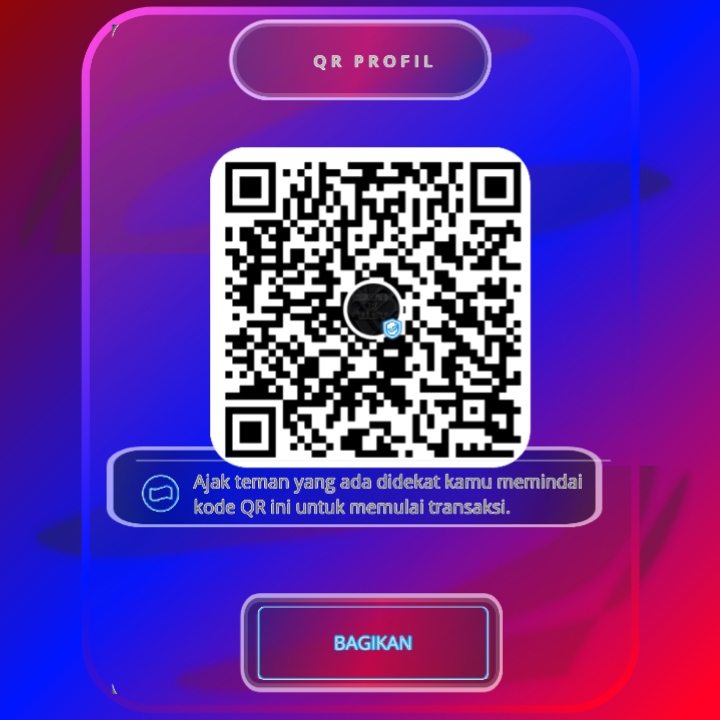 QR PROFIL
Ajak teman yang ada didekat kamu memindai
kode QR ini untuk memulai transaksi.
BAGIKAN